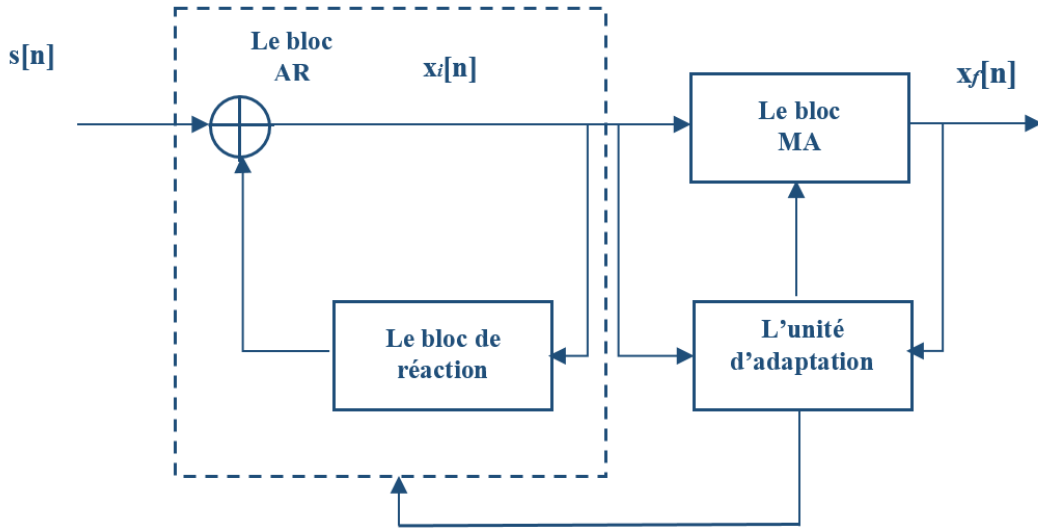 s[n]
Le bloc
AR
xi[n]
Le bloc
MA
xf[n]
Le bloc de
réaction
L'unité
d'adaptation